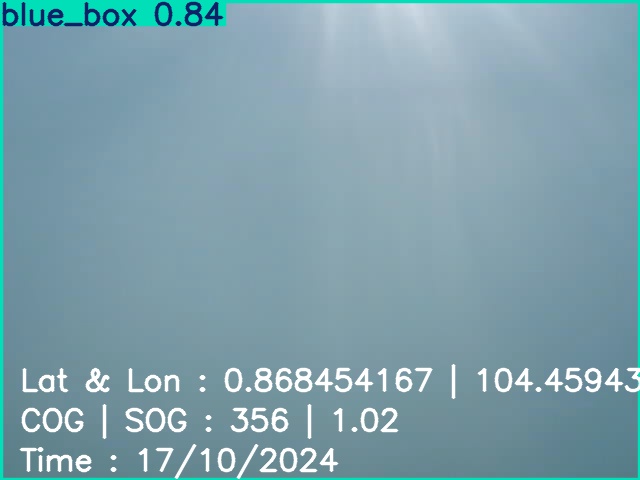 blue_box 0.84
Lat & Lon : 0.868454167 | 104.45943
COG | SOG : 356 | 1.02
Time : 17/10/2024